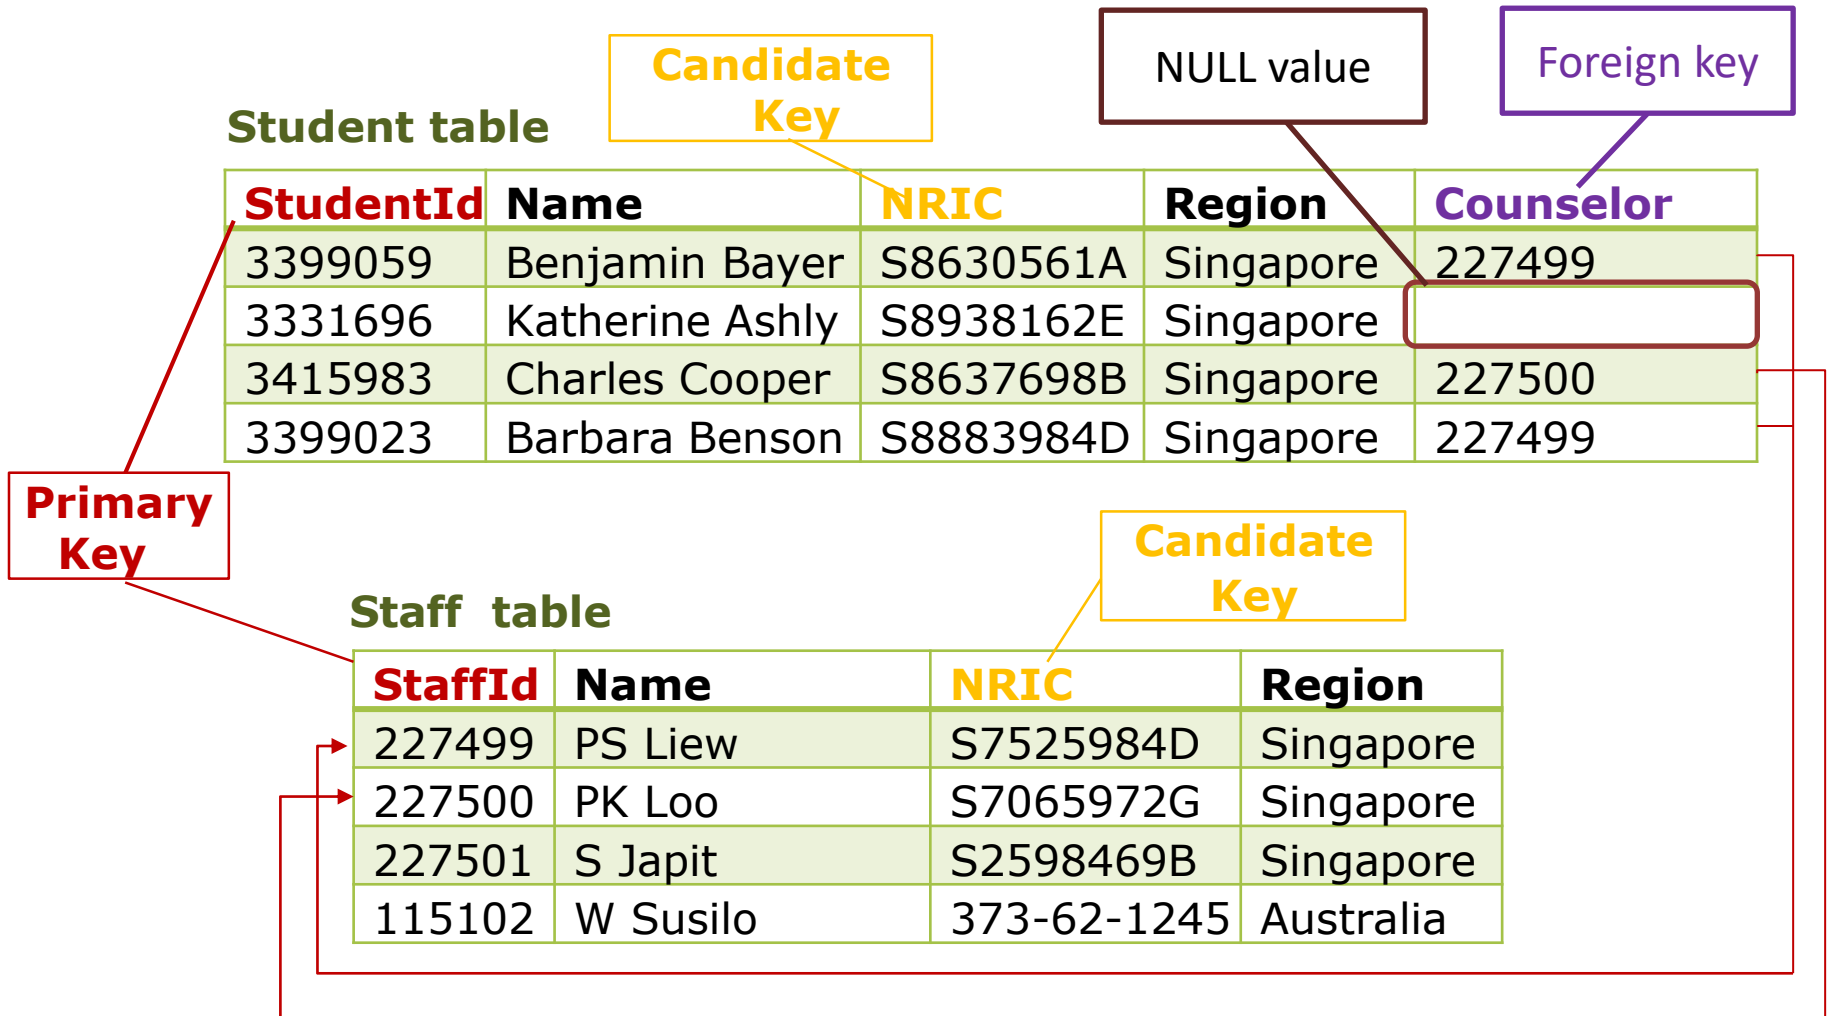 Candidate
Key
NULL value
Foreign key
Student table
StudentId Name NRIC Region Counselor
3399059 Benjamin Bayer S8630561A Singapore 227499
3331696 Katherine Ashly S8938162E Singapore
3415983 Charles Cooper S8637698B Singapore 227500
3399023 Barbara Benson S8883984D Singapore 227499
Primary
Key
Candidate
Key
Staff table
StaffId Name NRIC Region
227499 PS Liew S7525984D Singapore
227500 PK Loo S7065972G Singapore
227501 S Japit S2598469B Singapore
115102 W Susilo 373-62-1245 Australia